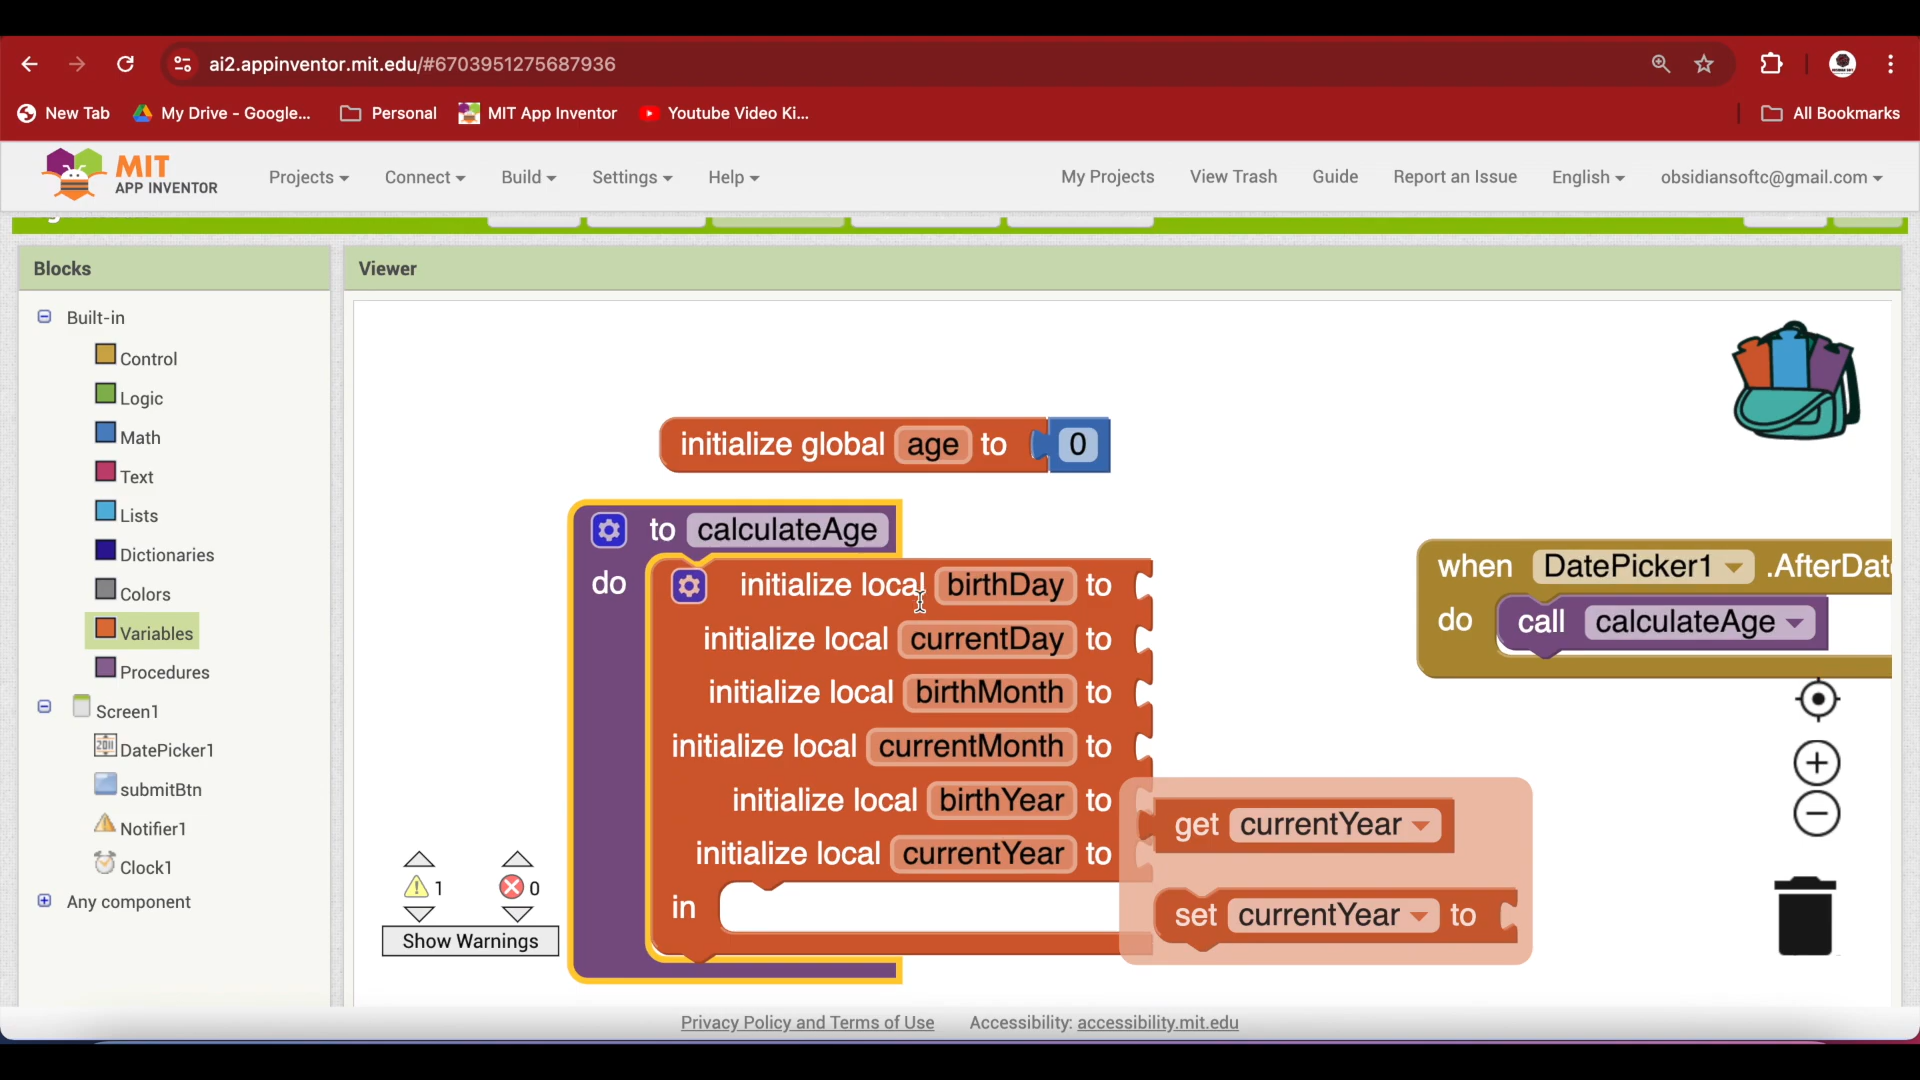 ai2.appinventor.mit.edu/#6703951275687936
New Tab My Drive - Google... Personal MIT App Inventor Youtube Video Ki... All Bookmarks
MIT
APP INVENTOR
Projects Connect Build Settings Help My Projects View Trash Guide Report an Issue English obsidiansoftc@gmail.com
Blocks
Viewer
Built-in
Control
Logic
Math
Text
Lists
Dictionaries
Colors
Variables
Procedures
Screen1
DatePicker1
submitBtn
Notifier1
Clock1
Any component
initialize global age to 0
to calculateAge
do initialize local birthDay to
initialize local currentDay to
initialize local birthMonth to
initialize local currentMonth to
initialize local birthYear to
initialize local currentYear to
in
get currentYear
set currentYear to
when DatePicker1 .AfterDat
do call calculateAge
1 0
Show Warnings
Privacy Policy and Terms of Use Accessibility: accessibility.mit.edu